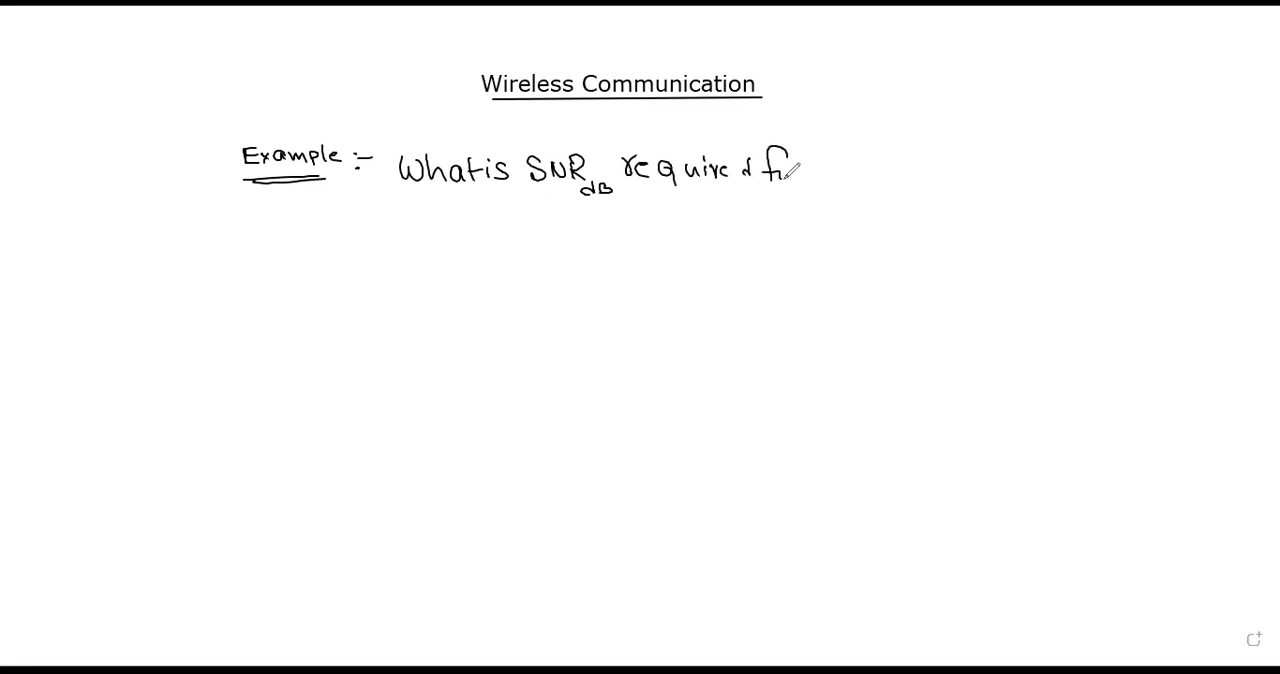 Wireless Communication
Example :- What is SNR dB required